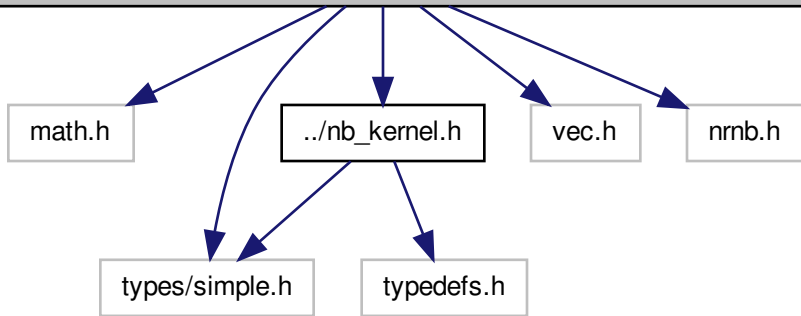 math.h
../nb_kernel.h
vec.h
nrnb.h
types/simple.h
typedefs.h